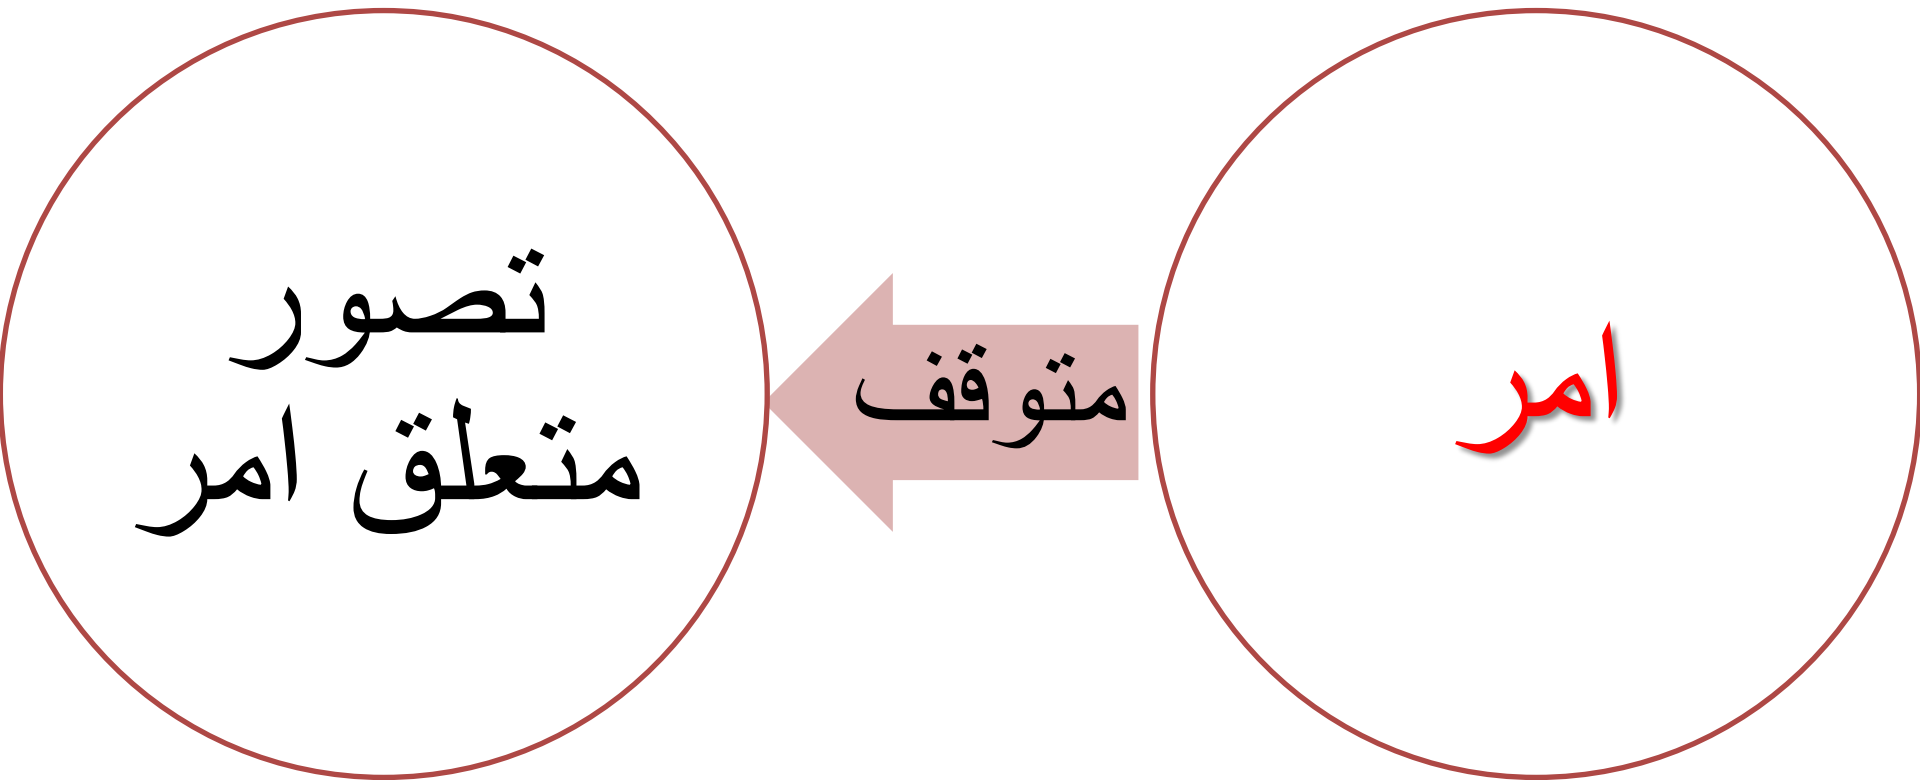 امر
متوقف
تصور
متعلق امر